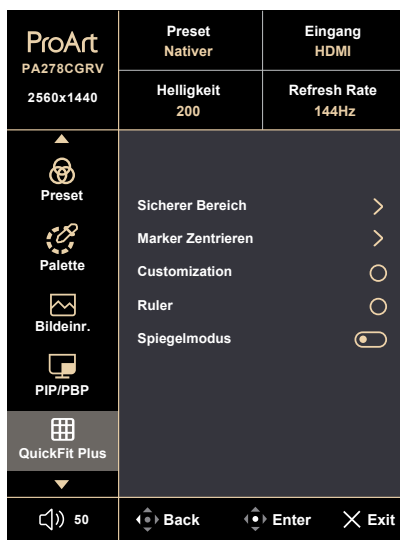 ProArt
PA278CGRV
2560x1440
Preset
Nativer
Eingang
HDMI
Helligkeit
200
Refresh Rate
144Hz
Preset
Palette
Bildeinr.
PIP/PBP
QuickFit Plus
Sicherer Bereich
Marker Zentrieren
Customization
Ruler
Spiegelmodus
50
Back
Enter
Exit